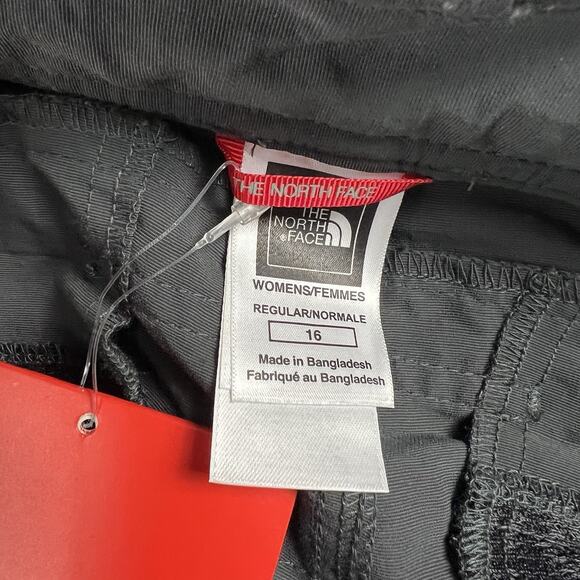 THE NORTH FACE
THE
NORTH
FACE
WOMENS/FEMMES
REGULAR/NORMALE
16
Made in Bangladesh
Fabriqué au Bangladesh